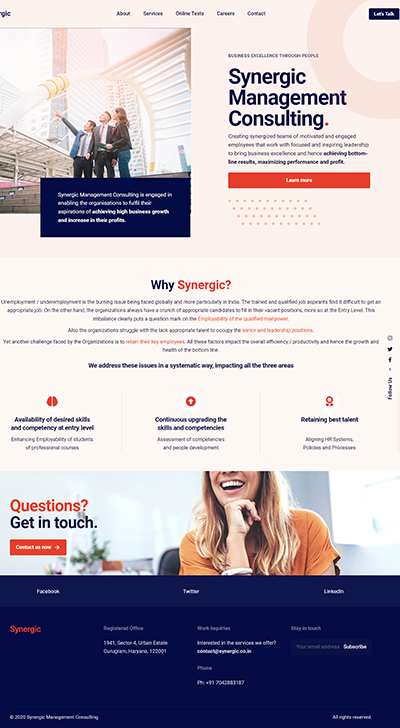 rgic
About Services Online Tests Careers Contact Let's Talk
BUSINESS EXCELLENCE THROUGH PEOPLE
Synergic
Management
Consulting.
Creating synergized teams of motivated and engaged
employees that work with focused and inspiring leadership
to bring business excellence and hence achieving bottom-
line results, maximizing performance and profit.
Learn more
Synergic Management Consulting is engaged in
enabling the organisations to fulfil their
aspirations of achieving high business growth
and increase in their profits.
Why Synergic?
Unemployment / underemployment is the burning issue being faced globally and more particularly in India. The trained and qualified job aspirants find it difficult to get an
appropriate job. On the other hand, the organizations always have a crunch of appropriate candidates to fill in their vacant positions, more so at the Entry Level. This
imbalance clearly puts a question mark on the Employability of the qualified manpower.
Also the organizations struggle with the lack appropriate talent to occupy the senior and leadership positions.
Yet another challenge faced by the Organizations is to retain their key employees. All these factors impact the overall efficiency / productivity and hence the growth and
health of the bottom line.
We address these issues in a systematic way, impacting all the three areas
Follow Us
Availability of desired skills
and competency at entry level
Enhancing Employability of students
of professional courses
Continuous upgrading the
skills and competencies
Assessment of competencies
and people development
Retaining best talent
Aligning HR Systems,
Policies and Processes
Questions?
Get in touch.
Contact us now →
Facebook Twitter LinkedIn
Synergic
Registered Office
1941, Sector-4, Urban Estate
Gurugram, Haryana, 122001
Work inquiries
Interested in the services we offer?
contact@synergic.co.in
Phone
Ph: +91 7042883187
Stay in touch
Your email address Subscribe
© 2020 Synergic Management Consulting All rights reserved.